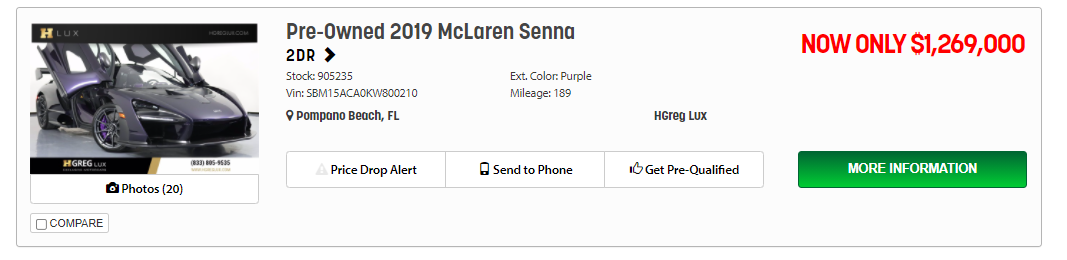 H LUX
HGREGLUX.COM
HGREG LUX
(833) 895-9535
Photos (20)
COMPARE
Pre-Owned 2019 McLaren Senna
2DR
Stock: 905235
Ext. Color: Purple
Vin: SBM15ACA0KW800210
Mileage: 189
Pompano Beach, FL
HGreg Lux
Price Drop Alert
Send to Phone
Get Pre-Qualified
NOW ONLY $1,269,000
MORE INFORMATION